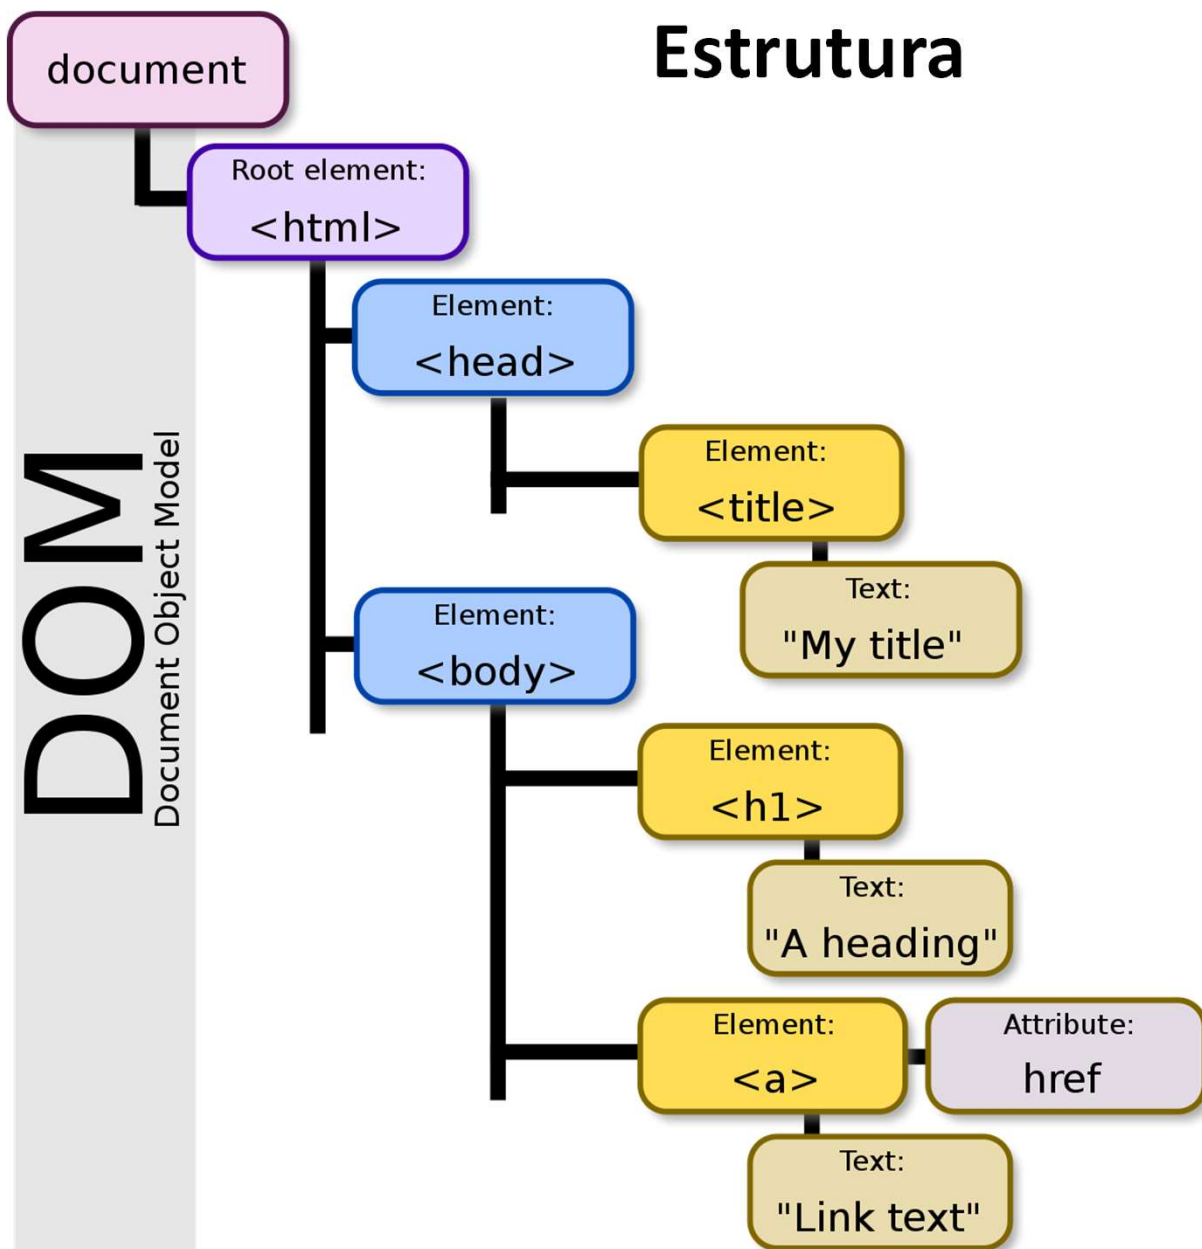 Estrutura
document
Root element:
<html>
Element:
<head>
Element:
<title>
Text:
"My title"
Element:
<body>
Element:
<h1>
Text:
"A heading"
Element:
<a>
Attribute:
href
Text:
"Link text"
DOM
Document Object Model